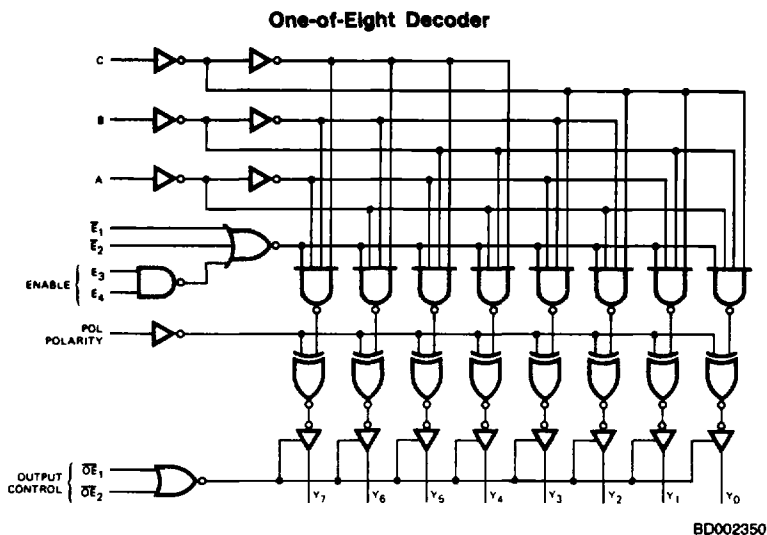 One-of-Eight Decoder
C
B
A
E̅₁
E̅₂
ENABLE
E₃
E₄
POL
POLARITY
OUTPUT
CONTROL
O̅E̅₁
O̅E̅₂
Y₇ Y₆ Y₅ Y₄ Y₃ Y₂ Y₁ Y₀
BD002350